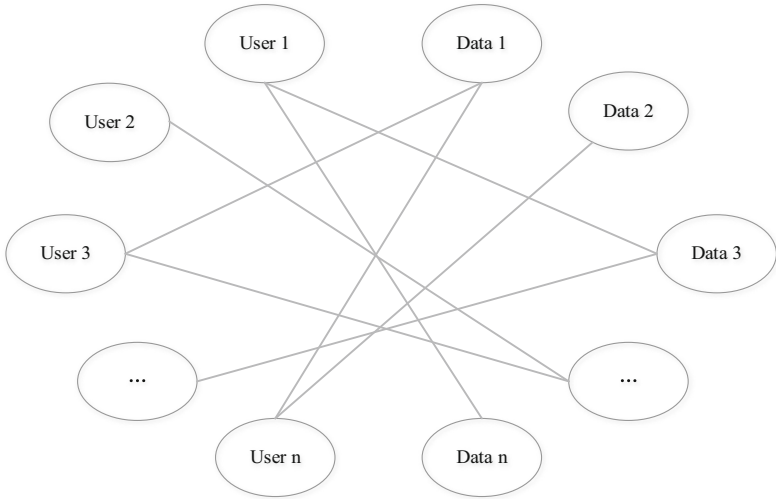 User 1
Data 1
User 2
Data 2
User 3
Data 3
...
...
User n
Data n